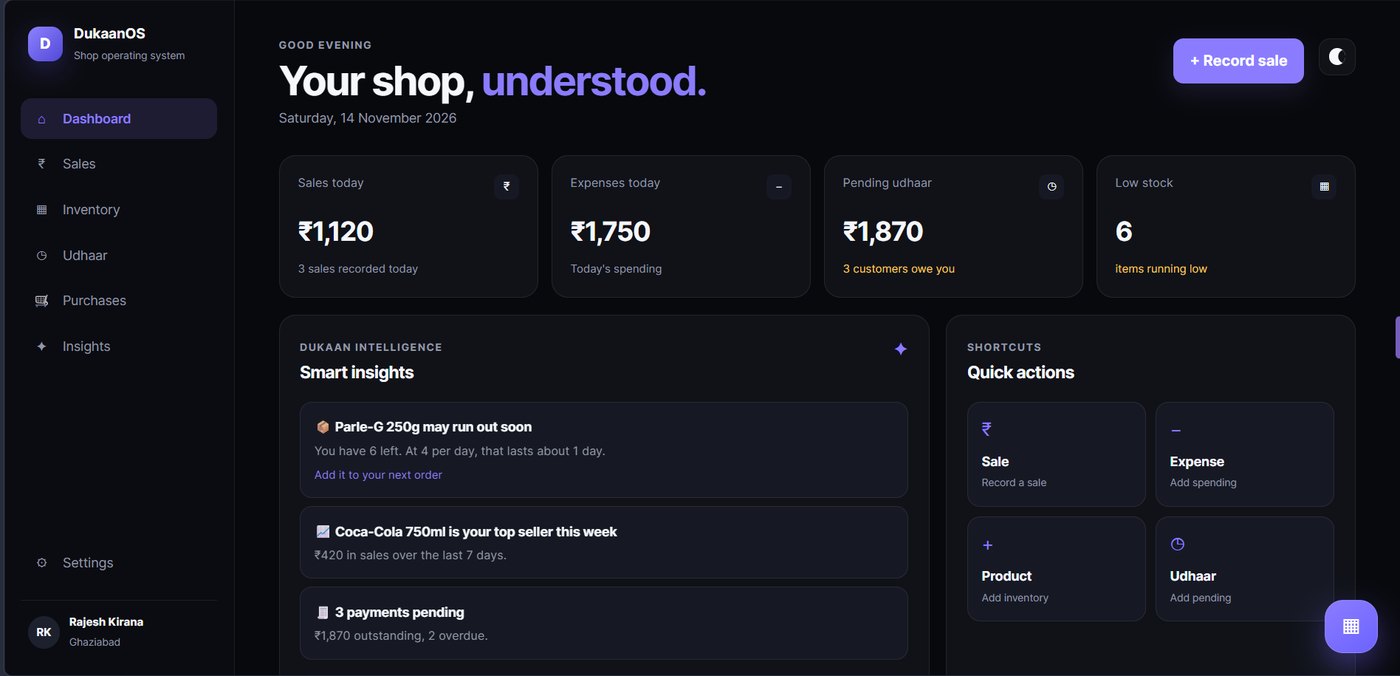 D
DukaanOS
Shop operating system
Dashboard
₹ Sales
Inventory
Udhaar
Purchases
Insights
Settings
RK
Rajesh Kirana
Ghaziabad
GOOD EVENING
Your shop, understood.
Saturday, 14 November 2026
+ Record sale
Sales today
₹
₹1,120
3 sales recorded today
Expenses today
−
₹1,750
Today's spending
Pending udhaar
₹1,870
3 customers owe you
Low stock
6
items running low
DUKAAN INTELLIGENCE
Smart insights
Parle-G 250g may run out soon
You have 6 left. At 4 per day, that lasts about 1 day.
Add it to your next order
Coca-Cola 750ml is your top seller this week
₹420 in sales over the last 7 days.
3 payments pending
₹1,870 outstanding, 2 overdue.
SHORTCUTS
Quick actions
₹
Sale
Record a sale
−
Expense
Add spending
+
Product
Add inventory
Udhaar
Add pending